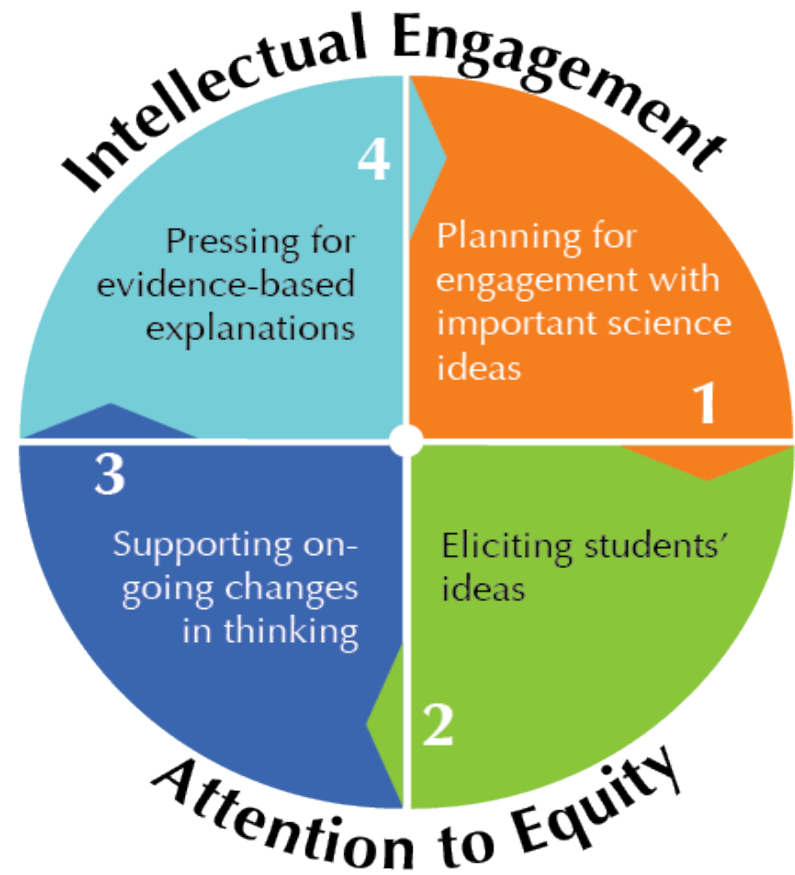 Intellectual Engagement
4
Pressing for
evidence-based
explanations
Planning for
engagement with
important science
ideas
1
3
Supporting on-
going changes
in thinking
Eliciting students’
ideas
2
Attention to Equity